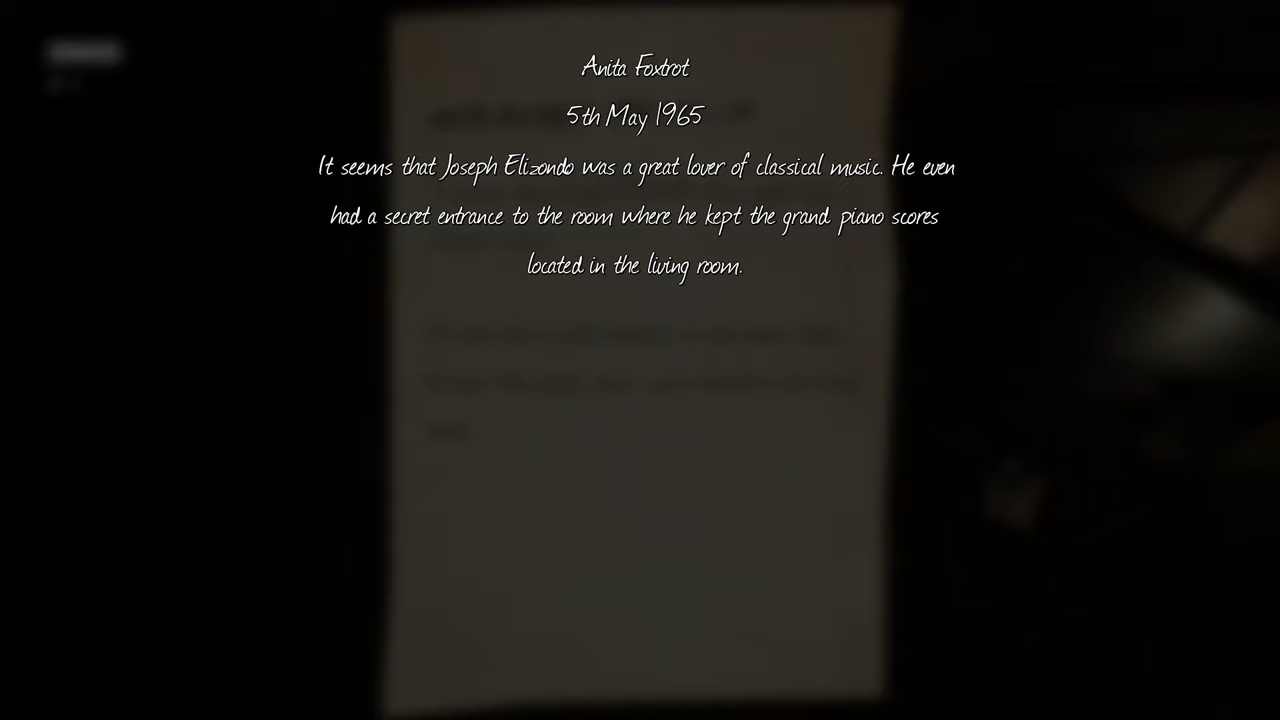 Anita Foxtrot
5th May 1965
It seems that Joseph Elizondo was a great lover of classical music. He even
had a secret entrance to the room where he kept the grand piano scores
located in the living room.